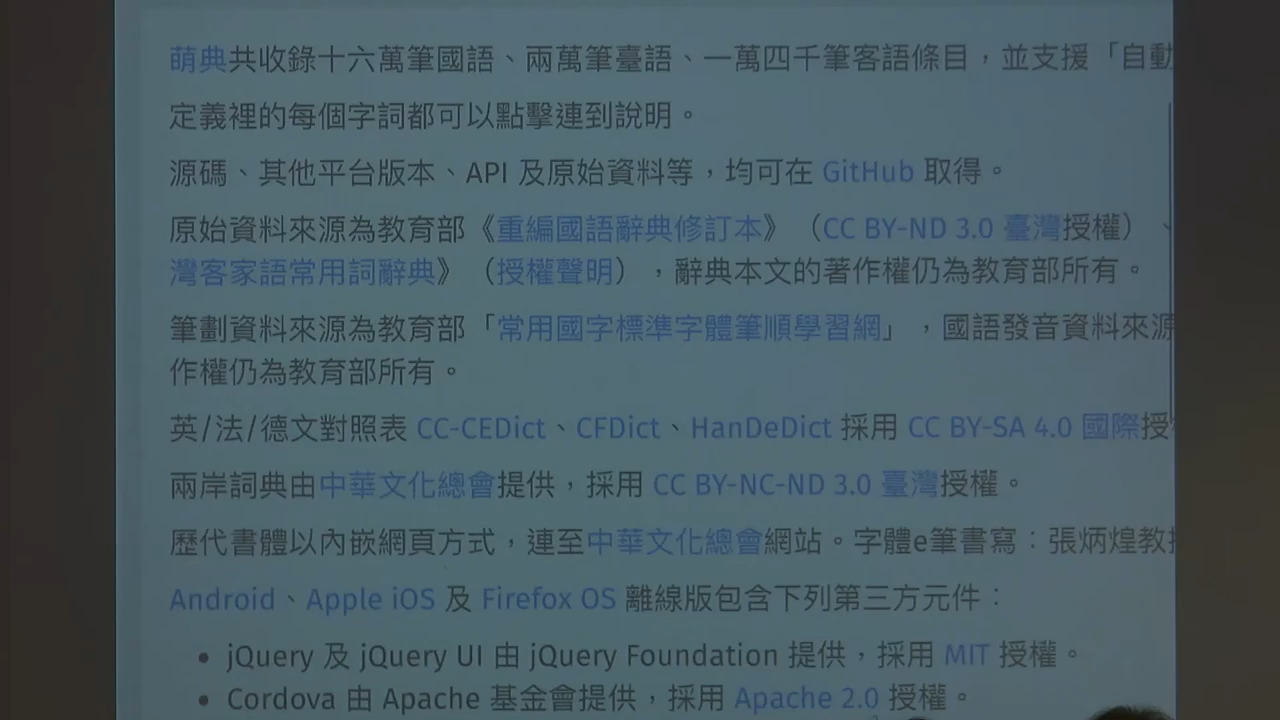 萌典共收錄十六萬筆國語、兩萬筆臺語、一萬四千筆客語條目，並支援「自動
定義裡的每個字詞都可以點擊連到說明。
源碼、其他平台版本、API 及原始資料等，均可在 GitHub 取得。
原始資料來源為教育部《重編國語辭典修訂本》（CC BY-ND 3.0 臺灣授權）、
灣客家語常用詞辭典》（授權聲明），辭典本文的著作權仍為教育部所有。
筆劃資料來源為教育部「常用國字標準字體筆順學習網」，國語發音資料來源
作權仍為教育部所有。
英/法/德文對照表 CC-CEDict、CFDict、HanDeDict 採用 CC BY-SA 4.0 國際授
兩岸詞典由中華文化總會提供，採用 CC BY-NC-ND 3.0 臺灣授權。
歷代書體以內嵌網頁方式，連至中華文化總會網站。字體e筆書寫：張炳煌教
Android、Apple iOS 及 Firefox OS 離線版包含下列第三方元件：
• jQuery 及 jQuery UI 由 jQuery Foundation 提供，採用 MIT 授權。
• Cordova 由 Apache 基金會提供，採用 Apache 2.0 授權。